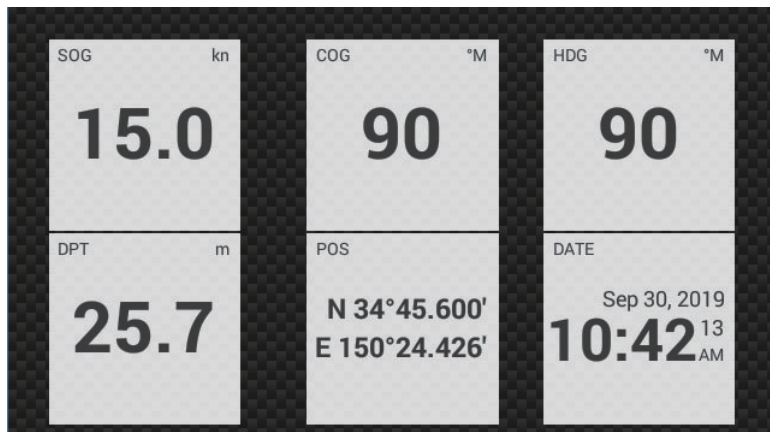 SOG kn
15.0
COG °M
90
HDG °M
90
DPT m
25.7
POS
N 34°45.600'
E 150°24.426'
DATE
Sep 30, 2019
10:42 13 AM